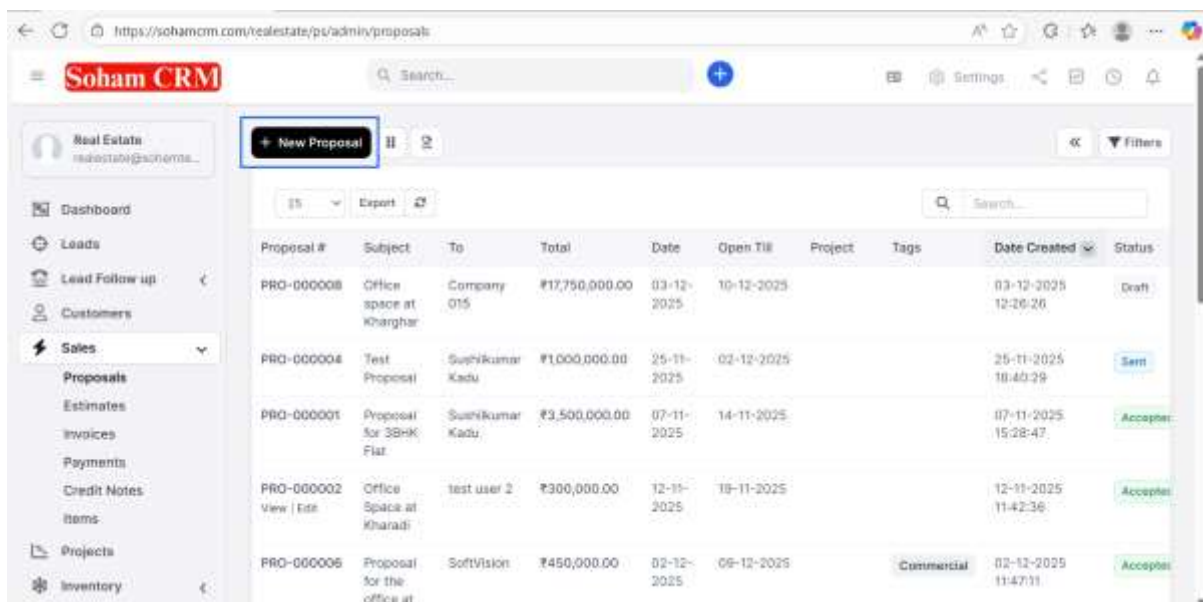 https://sohamcrm.com/realestate/ps/admin/proposals
Soham CRM
Search...
Settings
Real Estate
+ New Proposal
Filters
Dashboard
15
Export
Search...
Leads
Proposal #
Subject
To
Total
Date
Open Till
Project
Tags
Date Created
Status
Lead Follow up
Customers
Sales
Proposals
Estimates
Invoices
Payments
Credit Notes
Items
Projects
Inventory
PRO-000008
Office
space at
Kharghar
Company
015
₹17,750,000.00
03-12-
2025
10-12-2025
03-12-2025
12:26:26
Draft
PRO-000004
Test
Proposal
Sushilkumar
Kadu
₹1,000,000.00
25-11-
2025
02-12-2025
25-11-2025
18:40:29
Sent
PRO-000001
Proposal
for 3BHK
Flat
Sushilkumar
Kadu
₹3,500,000.00
07-11-
2025
14-11-2025
07-11-2025
15:28:47
Accepted
PRO-000002
View | Edit
Office
Space at
Kharadi
test user 2
₹300,000.00
12-11-
2025
19-11-2025
12-11-2025
11:42:36
Accepted
PRO-000006
Proposal
for the
office at
SoftVision
₹450,000.00
02-12-
2025
09-12-2025
Commercial
02-12-2025
11:47:11
Accepted